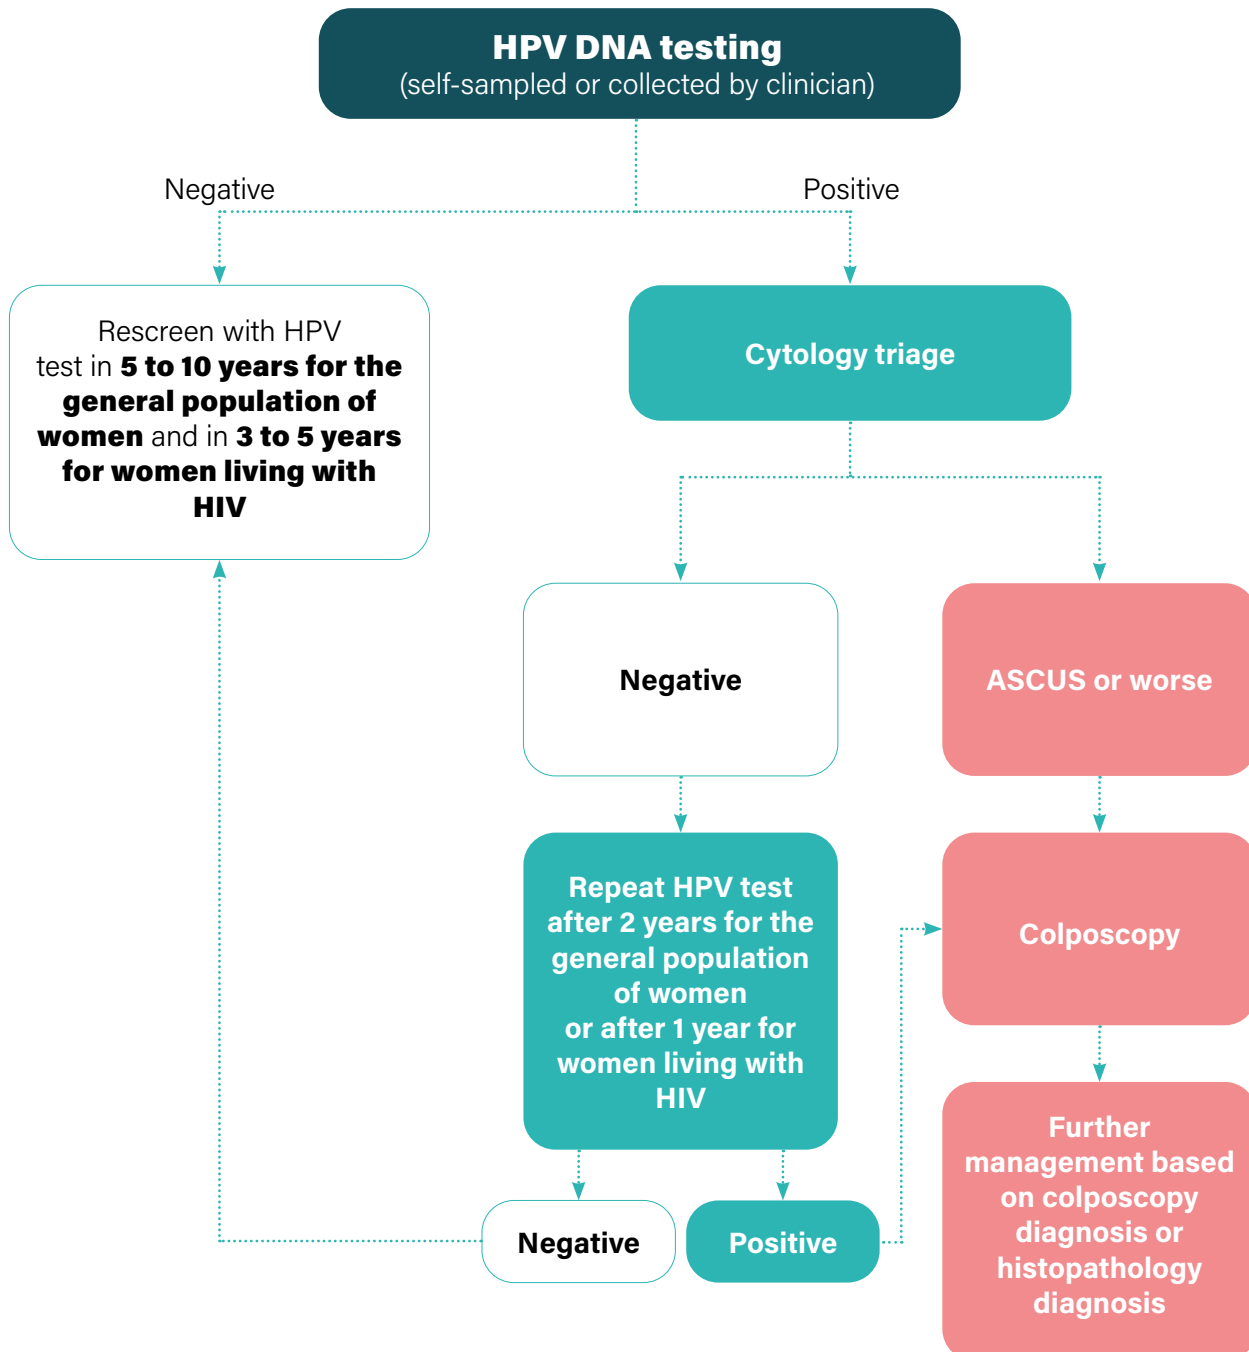 HPV DNA testing
(self-sampled or collected by clinician)
Negative
Positive
Rescreen with HPV
test in 5 to 10 years for the
general population of
women and in 3 to 5 years
for women living with
HIV
Cytology triage
Negative
ASCUS or worse
Repeat HPV test
after 2 years for the
general population
of women
or after 1 year for
women living with
HIV
Colposcopy
Negative
Positive
Further
management based
on colposcopy
diagnosis or
histopathology
diagnosis